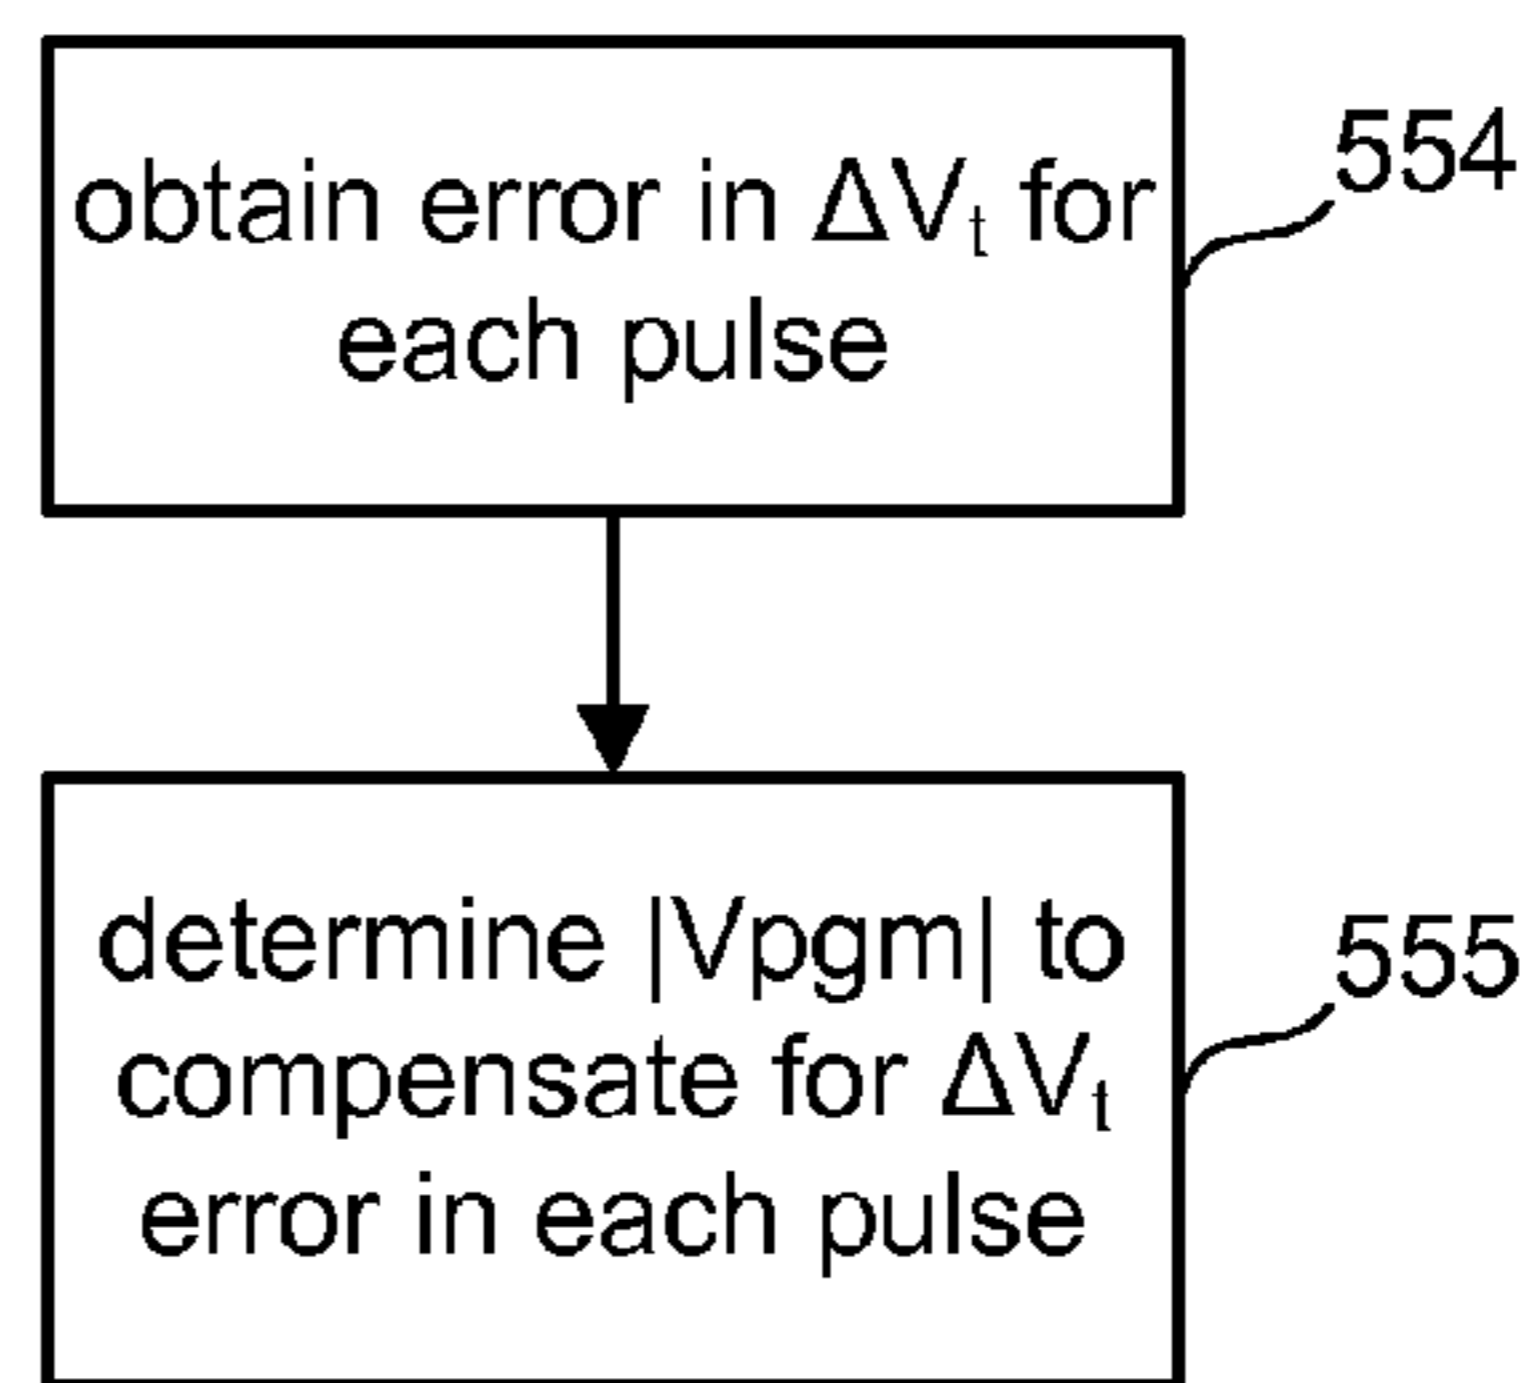 obtain error in ΔVₜ for
each pulse
554
determine |Vpgm| to
compensate for ΔVₜ
error in each pulse
555